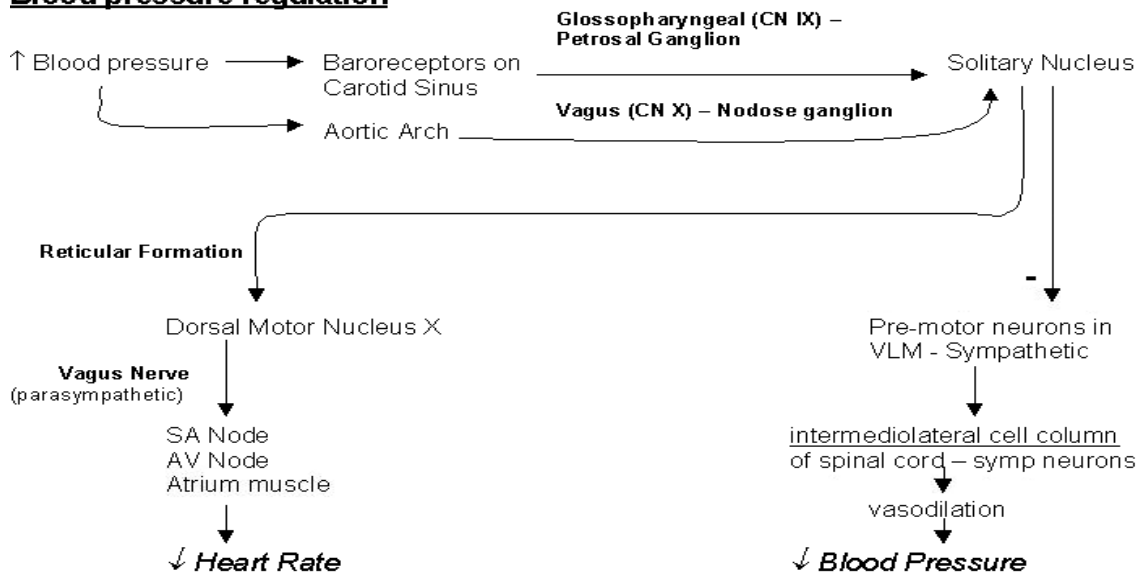 Blood pressure regulation
Glossopharyngeal (CN IX) –
Petrosal Ganglion
↑ Blood pressure
Baroreceptors on
Carotid Sinus
Solitary Nucleus
Vagus (CN X) – Nodose ganglion
Aortic Arch
Reticular Formation
-
Dorsal Motor Nucleus X
Pre-motor neurons in
VLM - Sympathetic
Vagus Nerve
(parasympathetic)
SA Node
AV Node
Atrium muscle
intermediolateral cell column
of spinal cord – symp neurons
vasodilation
↓ Heart Rate
↓ Blood Pressure